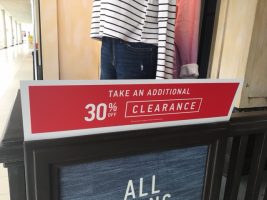 TAKE AN ADDITIONAL
30% OFF CLEARANCE
ALL